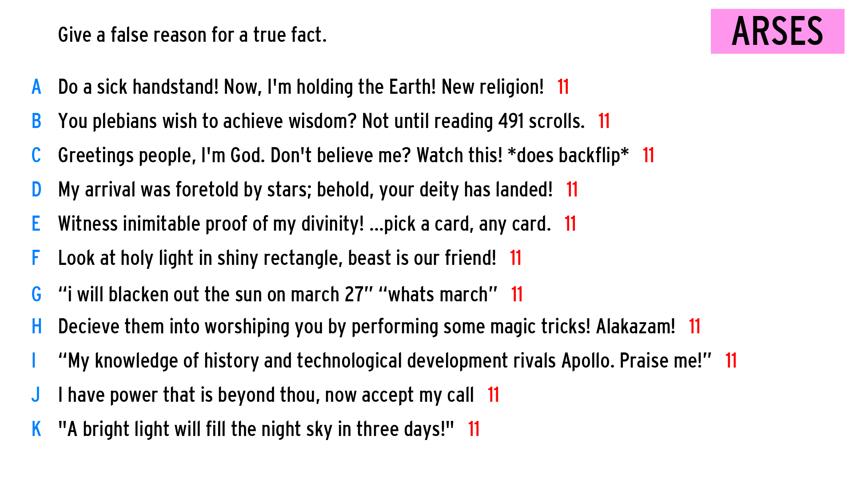 Give a false reason for a true fact.
ARSES
A Do a sick handstand! Now, I'm holding the Earth! New religion! 11
B You plebians wish to achieve wisdom? Not until reading 491 scrolls. 11
C Greetings people, I'm God. Don't believe me? Watch this! *does backflip* 11
D My arrival was foretold by stars; behold, your deity has landed! 11
E Witness inimitable proof of my divinity! ...pick a card, any card. 11
F Look at holy light in shiny rectangle, beast is our friend! 11
G “i will blacken out the sun on march 27” “whats march” 11
H Decieve them into worshiping you by performing some magic tricks! Alakazam! 11
I “My knowledge of history and technological development rivals Apollo. Praise me!” 11
J I have power that is beyond thou, now accept my call 11
K "A bright light will fill the night sky in three days!" 11